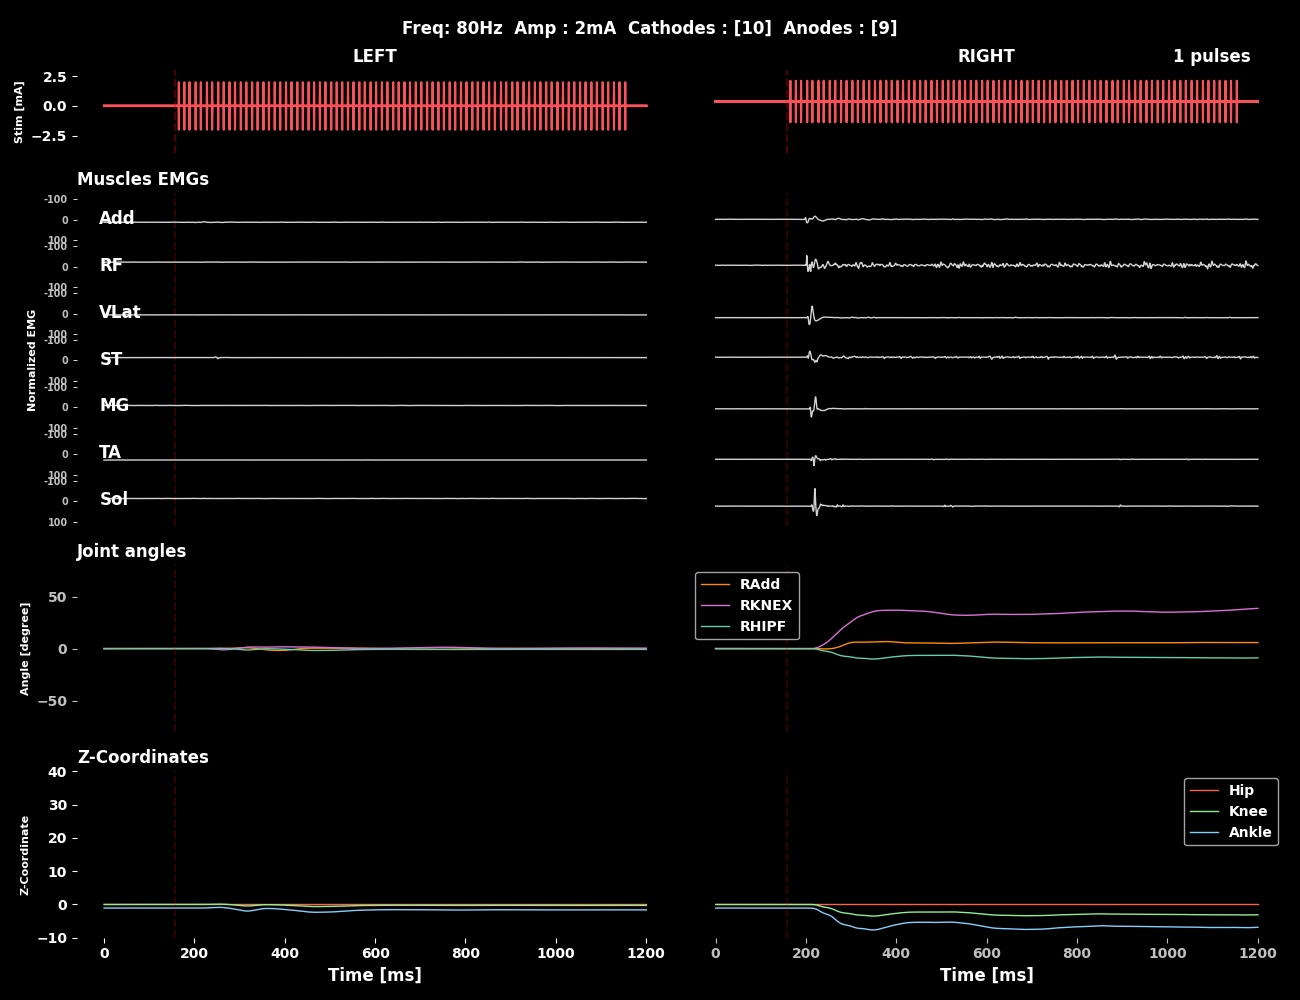 Freq: 80Hz  Amp : 2mA  Cathodes : [10]  Anodes : [9]
LEFT
RIGHT
1 pulses
Stim [mA]
2.5
0.0
−2.5
Muscles EMGs
Normalized EMG
-100
0
100
Add
-100
0
100
RF
-100
0
100
VLat
-100
0
100
ST
-100
0
100
MG
-100
0
100
TA
-100
0
100
Sol
Joint angles
Angle [degree]
50
0
−50
RAdd
RKNEX
RHIPF
Z-Coordinates
Z-Coordinate
40
30
20
10
0
−10
Hip
Knee
Ankle
0 200 400 600 800 1000 1200
Time [ms]
0 200 400 600 800 1000 1200
Time [ms]